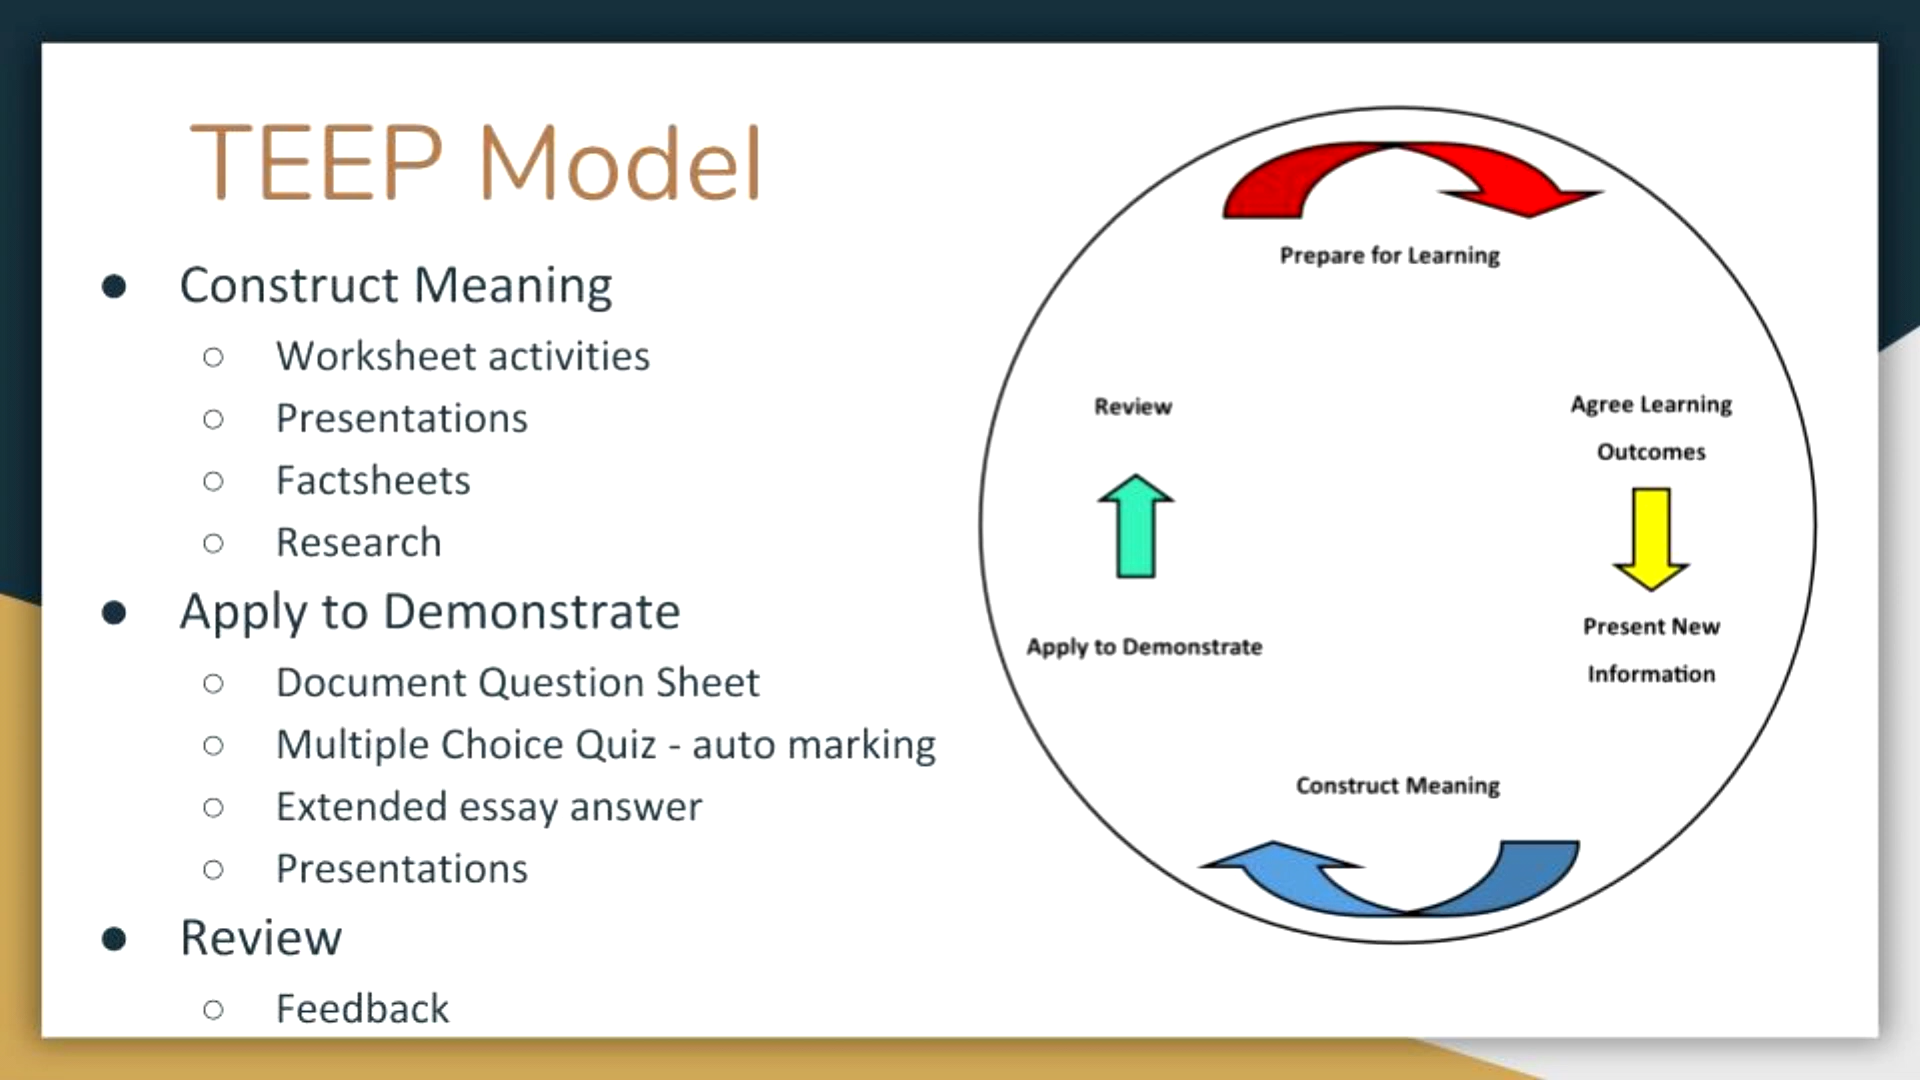 TEEP Model
● Construct Meaning
○ Worksheet activities
○ Presentations
○ Factsheets
○ Research
● Apply to Demonstrate
○ Document Question Sheet
○ Multiple Choice Quiz - auto marking
○ Extended essay answer
○ Presentations
● Review
○ Feedback
Prepare for Learning
Agree Learning
Outcomes
Present New
Information
Construct Meaning
Apply to Demonstrate
Review